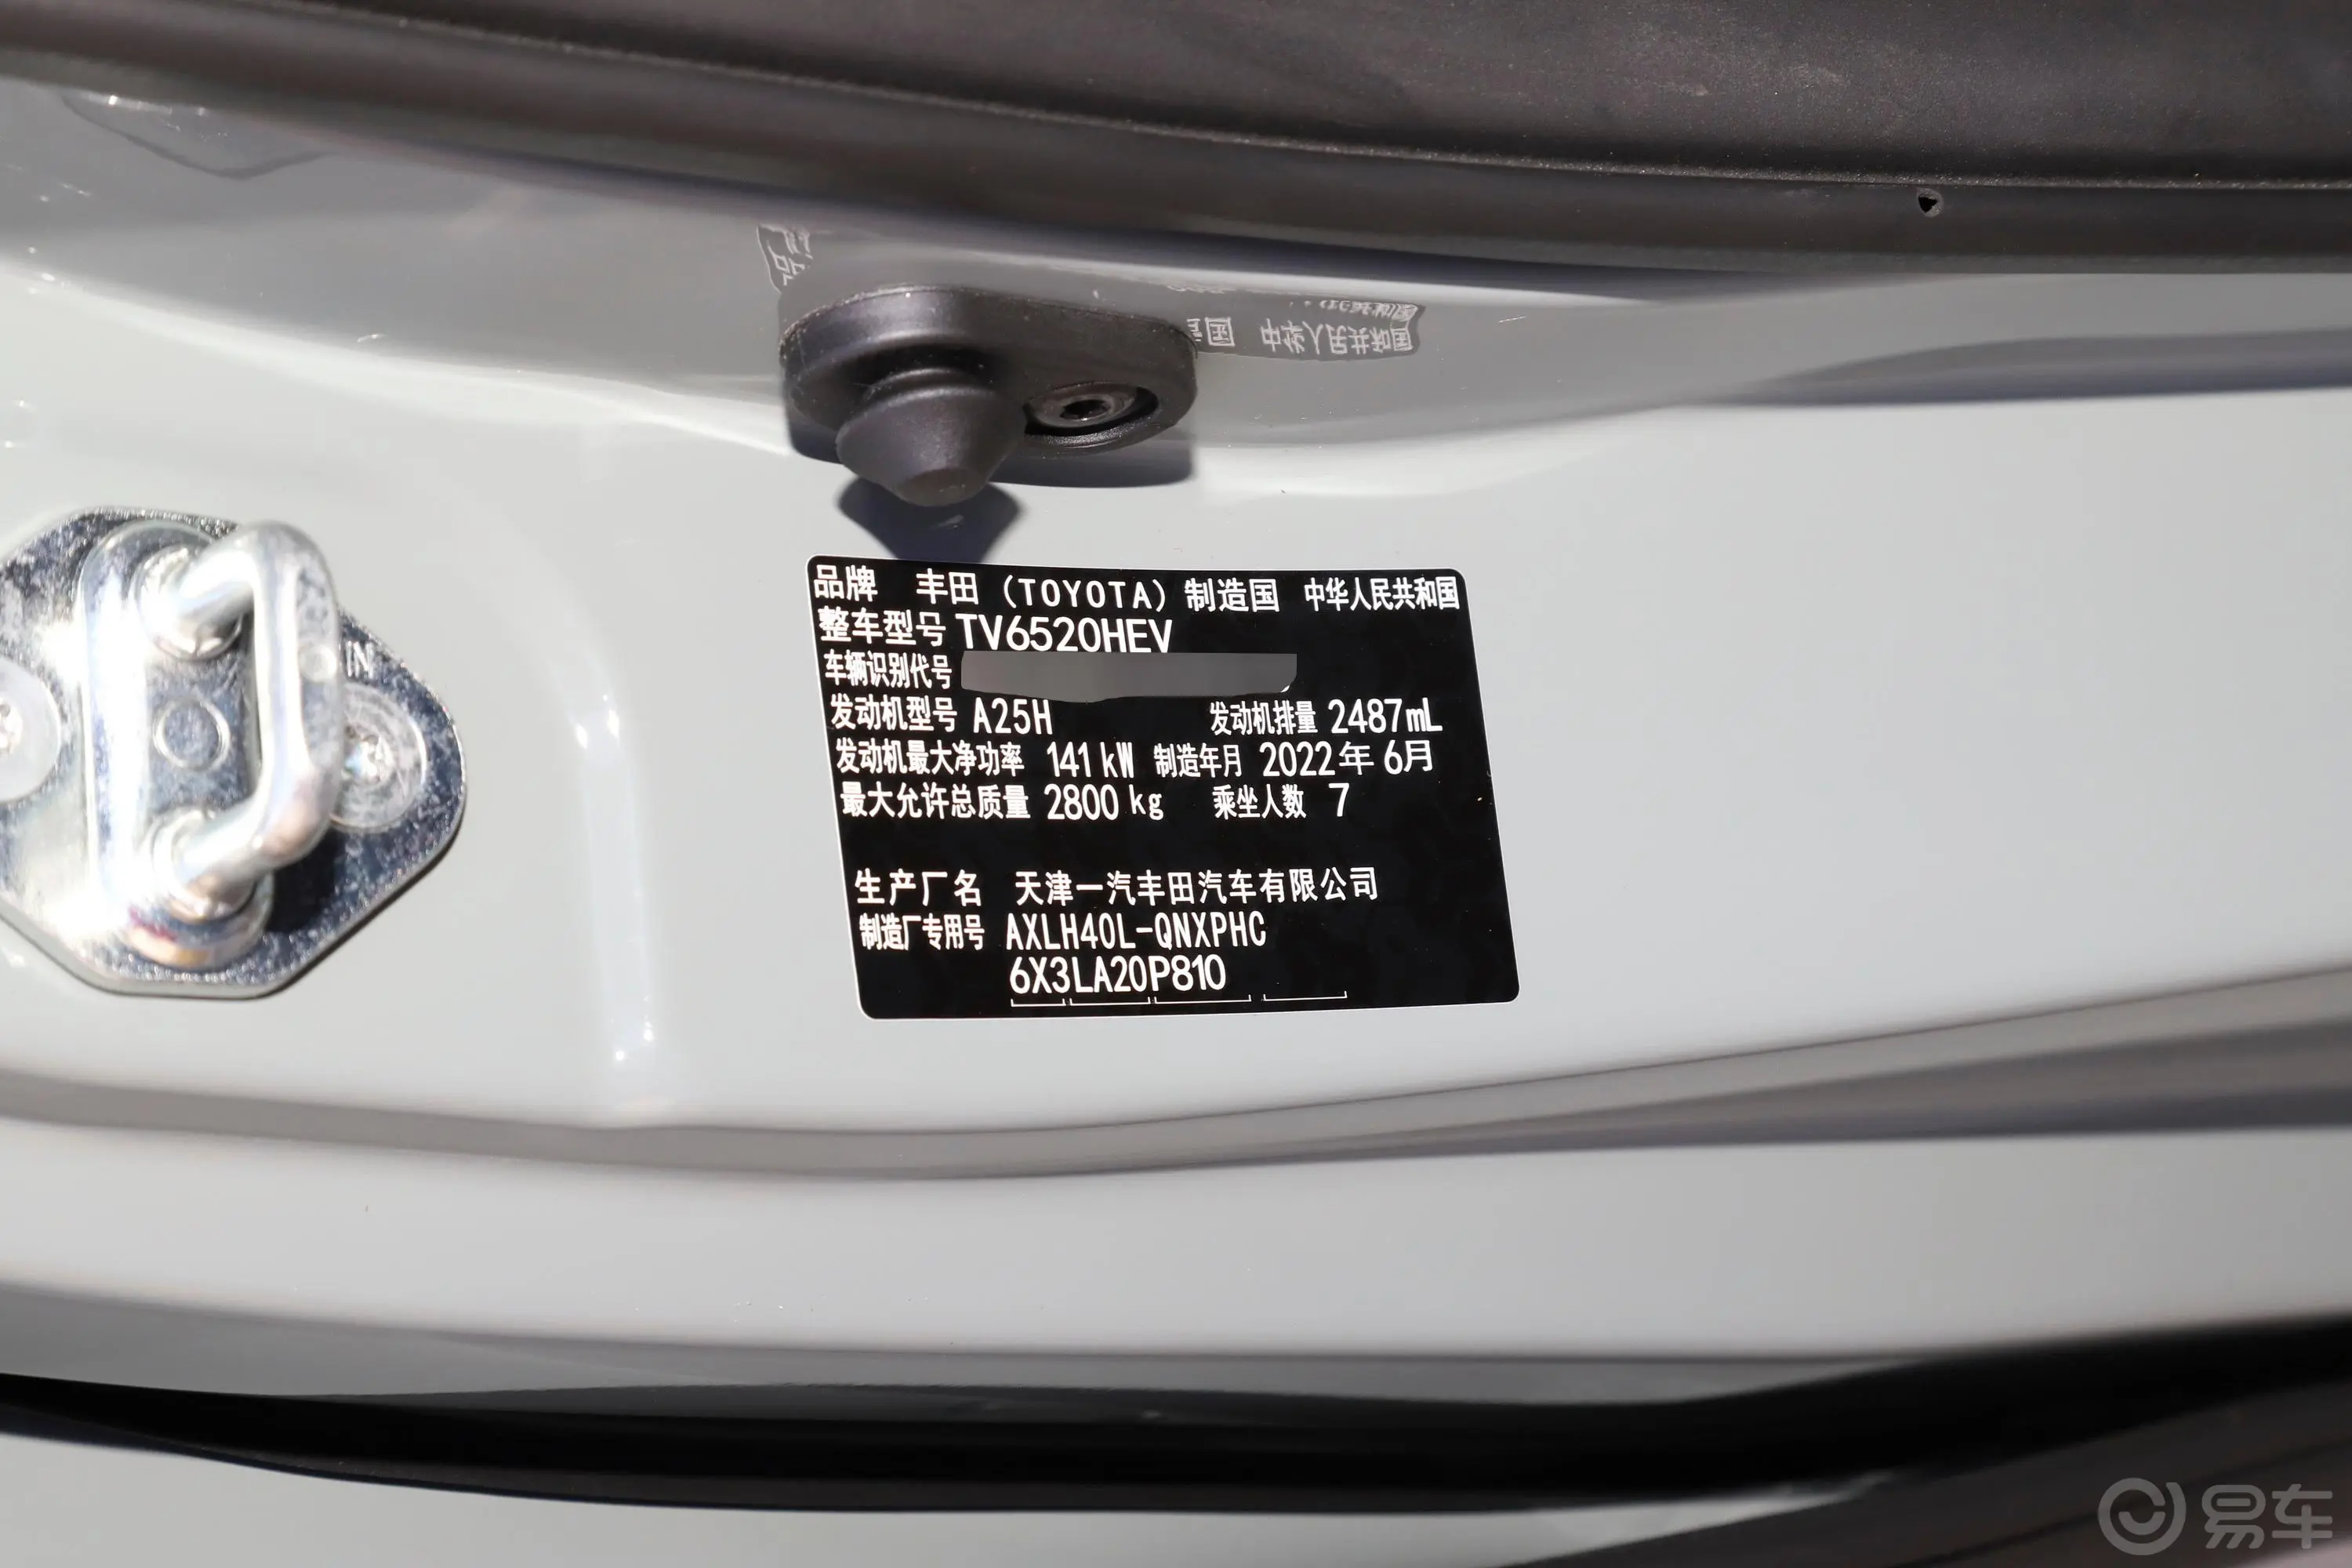 IN
品牌 丰田（TOYOTA）制造国 中华人民共和国
整车型号 TV6520HEV
车辆识别代号
发动机型号 A25H 发动机排量 2487mL
发动机最大净功率 141kW 制造年月 2022年6月
最大允许总质量 2800kg 乘坐人数 7
生产厂名 天津一汽丰田汽车有限公司
制造厂专用号 AXLH40L-QNXPHC
6X3LA20P810
易车